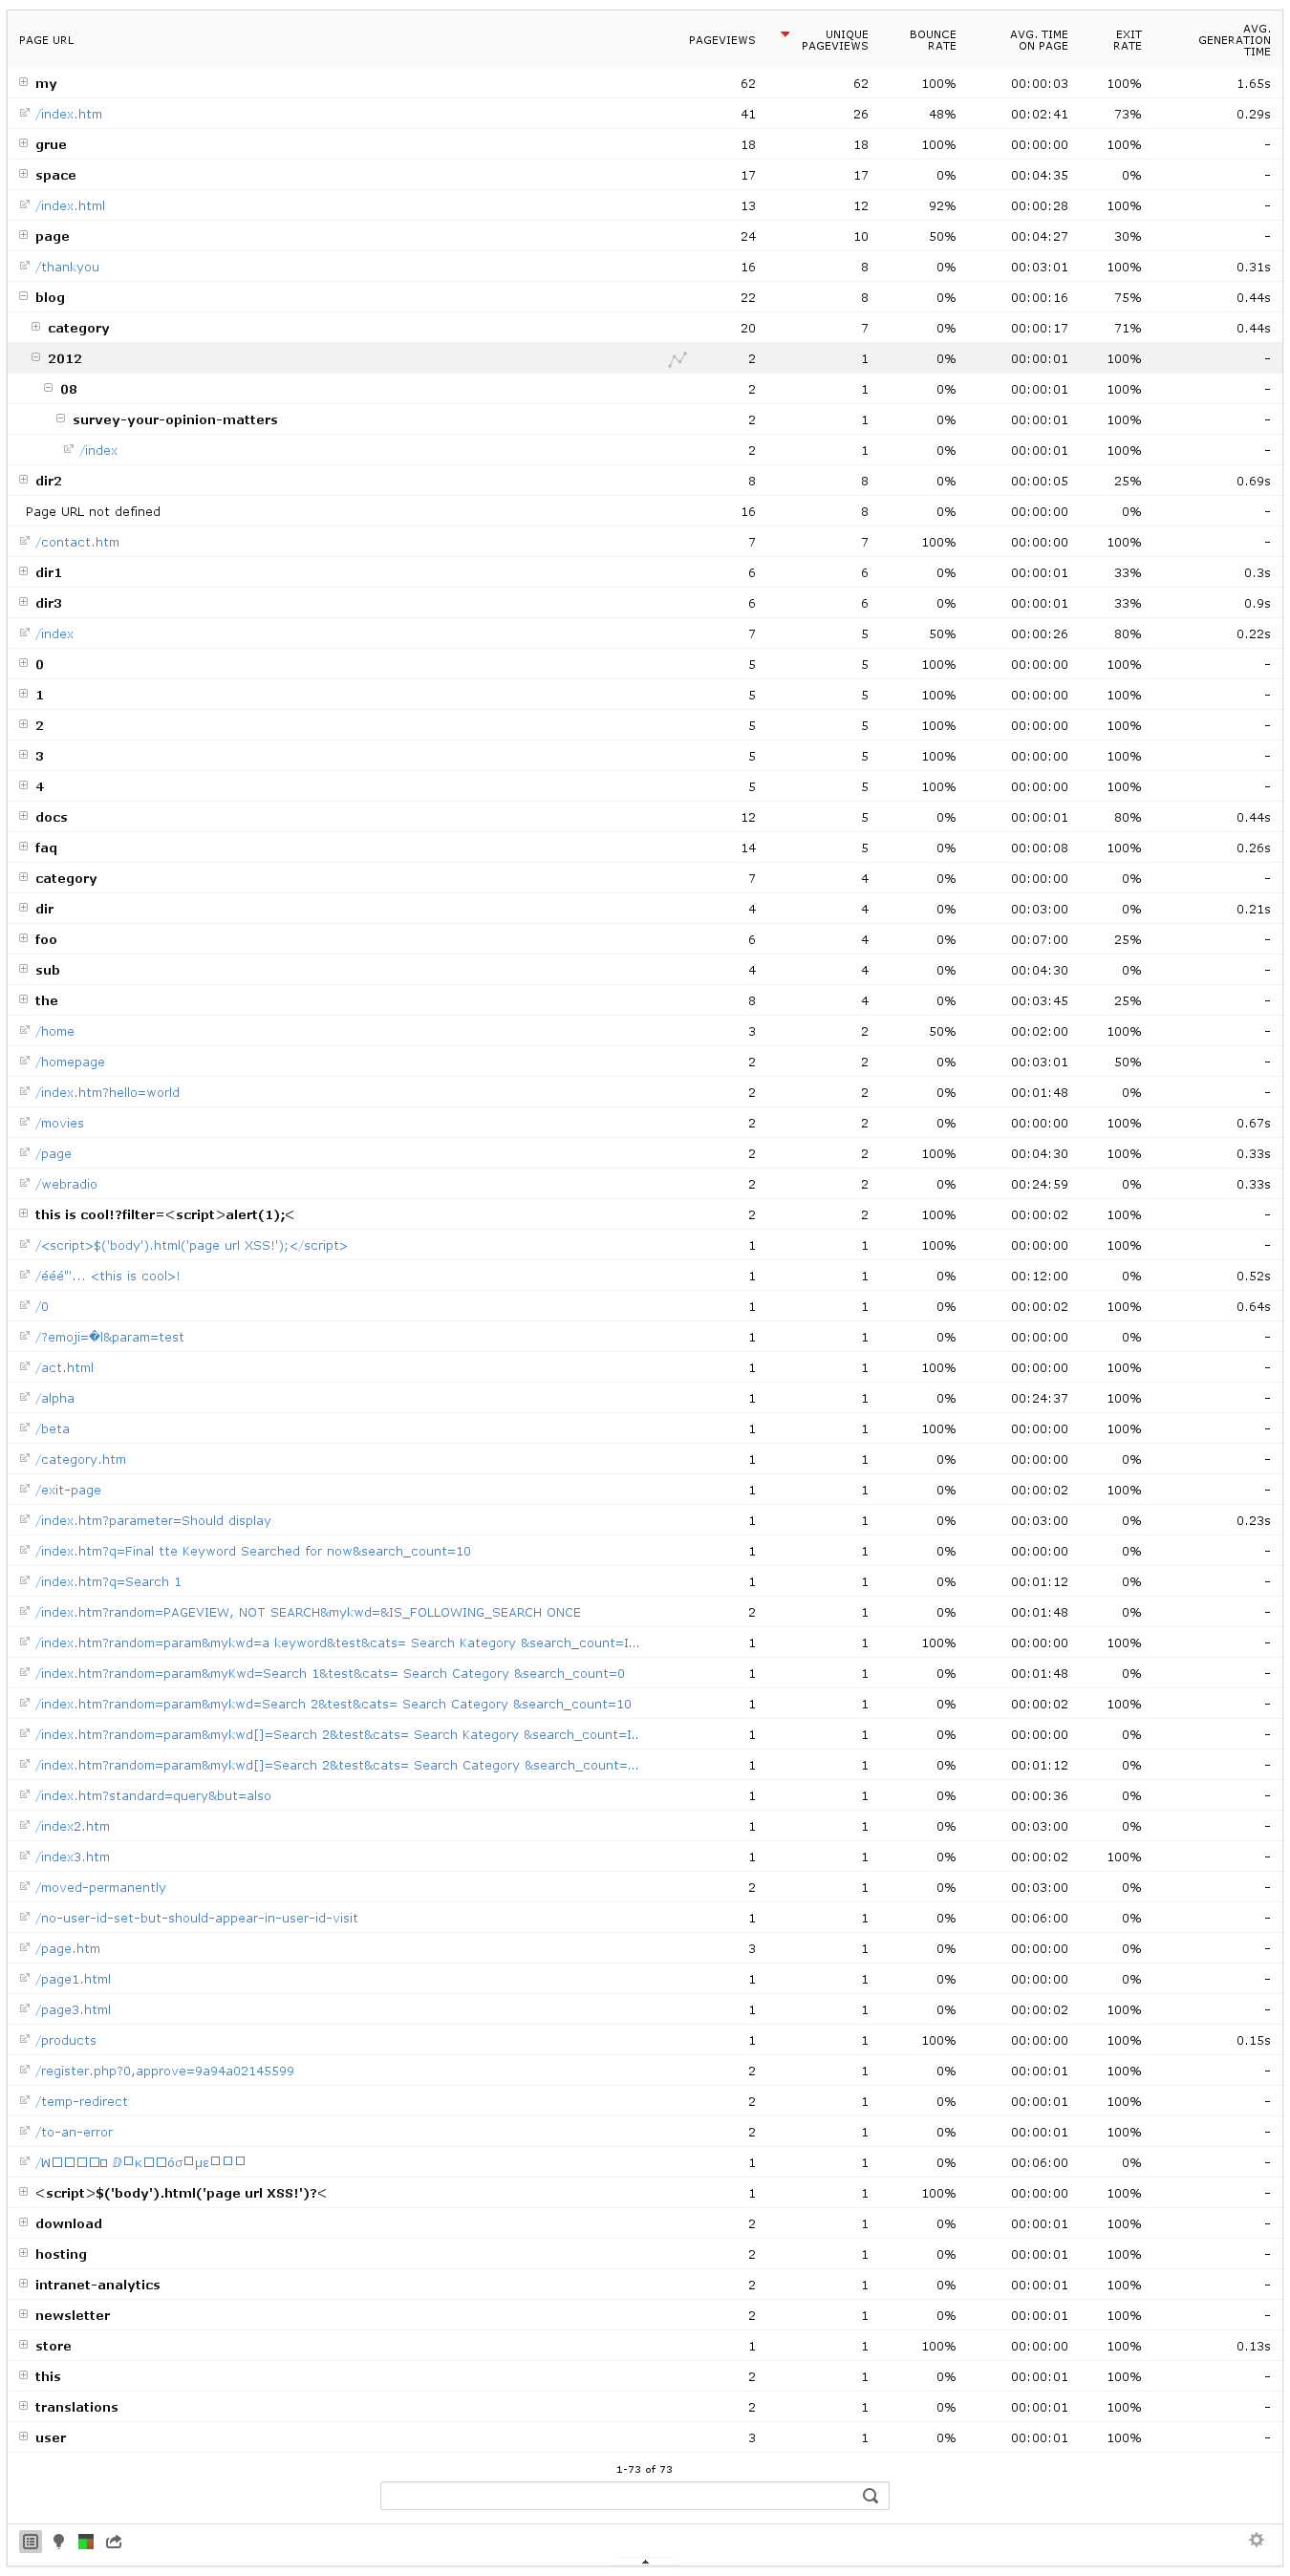 PAGE URL PAGEVIEWS UNIQUE PAGEVIEWS BOUNCE RATE AVG. TIME ON PAGE EXIT RATE AVG. GENERATION TIME
my 62 62 100% 00:00:03 100% 1.65s
/index.htm 41 26 48% 00:02:41 73% 0.29s
grue 18 18 100% 00:00:00 100% -
space 17 17 0% 00:04:35 0% -
/index.html 13 12 92% 00:00:28 100% -
page 24 10 50% 00:04:27 30% -
/thankyou 16 8 0% 00:03:01 100% 0.31s
blog 22 8 0% 00:00:16 75% 0.44s
category 20 7 0% 00:00:17 71% 0.44s
2012 2 1 0% 00:00:01 100% -
08 2 1 0% 00:00:01 100% -
survey-your-opinion-matters 2 1 0% 00:00:01 100% -
/index 2 1 0% 00:00:01 100% -
dir2 8 8 0% 00:00:05 25% 0.69s
Page URL not defined 16 8 0% 00:00:00 0% -
/contact.htm 7 7 100% 00:00:00 100% -
dir1 6 6 0% 00:00:01 33% 0.3s
dir3 6 6 0% 00:00:01 33% 0.9s
/index 7 5 50% 00:00:26 80% 0.22s
0 5 5 100% 00:00:00 100% -
1 5 5 100% 00:00:00 100% -
2 5 5 100% 00:00:00 100% -
3 5 5 100% 00:00:00 100% -
4 5 5 100% 00:00:00 100% -
docs 12 5 0% 00:00:01 80% 0.44s
faq 14 5 0% 00:00:08 100% 0.26s
category 7 4 0% 00:00:00 0% -
dir 4 4 0% 00:03:00 0% 0.21s
foo 6 4 0% 00:07:00 25% -
sub 4 4 0% 00:04:30 0% -
the 8 4 0% 00:03:45 25% -
/home 3 2 50% 00:02:00 100% -
/homepage 2 2 0% 00:03:01 50% -
/index.htm?hello=world 2 2 0% 00:01:48 0% -
/movies 2 2 0% 00:00:00 100% 0.67s
/page 2 2 100% 00:04:30 100% 0.33s
/webradio 2 2 0% 00:24:59 0% 0.33s
this is cool!?filter=<script>alert(1);< 2 2 100% 00:00:02 100% -
/<script>$('body').html('page url XSS!');</script> 1 1 100% 00:00:00 100% -
/ééé"'... <this is cool>! 1 1 0% 00:12:00 0% 0.52s
/0 1 1 0% 00:00:02 100% 0.64s
/?emoji=�l&param=test 1 1 0% 00:00:00 0% -
/act.html 1 1 100% 00:00:00 100% -
/alpha 1 1 0% 00:24:37 100% -
/beta 1 1 100% 00:00:00 100% -
/category.htm 1 1 0% 00:00:00 0% -
/exit-page 1 1 0% 00:00:02 100% -
/index.htm?parameter=Should display 1 1 0% 00:03:00 0% 0.23s
/index.htm?q=Final tte Keyword Searched for now&search_count=10 1 1 0% 00:00:00 0% -
/index.htm?q=Search 1 1 1 0% 00:01:12 0% -
/index.htm?random=PAGEVIEW, NOT SEARCH&mykwd=&IS_FOLLOWING_SEARCH ONCE 2 1 0% 00:01:48 0% -
/index.htm?random=param&mykwd=a keyword&test&cats= Search Kategory &search_count=I... 1 1 100% 00:00:00 100% -
/index.htm?random=param&myKwd=Search 1&test&cats= Search Category &search_count=0 1 1 0% 00:01:48 0% -
/index.htm?random=param&mykwd=Search 2&test&cats= Search Category &search_count=10 1 1 0% 00:00:02 100% -
/index.htm?random=param&mykwd[]=Search 2&test&cats= Search Kategory &search_count=I.. 1 1 0% 00:00:00 0% -
/index.htm?random=param&mykwd[]=Search 2&test&cats= Search Category &search_count=... 1 1 0% 00:01:12 0% -
/index.htm?standard=query&but=also 1 1 0% 00:00:36 0% -
/index2.htm 1 1 0% 00:03:00 0% -
/index3.htm 1 1 0% 00:00:02 100% -
/moved-permanently 2 1 0% 00:03:00 0% -
/no-user-id-set-but-should-appear-in-user-id-visit 1 1 0% 00:06:00 0% -
/page.htm 3 1 0% 00:00:00 0% -
/page1.html 1 1 0% 00:00:00 0% -
/page3.html 1 1 0% 00:00:02 100% -
/products 1 1 100% 00:00:00 100% 0.15s
/register.php?0,approve=9a94a02145599 2 1 0% 00:00:01 100% -
/temp-redirect 2 1 0% 00:00:01 100% -
/to-an-error 2 1 0% 00:00:01 100% -
1 1 0% 00:06:00 0% -
<script>$('body').html('page url XSS!')?< 1 1 100% 00:00:00 100% -
download 2 1 0% 00:00:01 100% -
hosting 2 1 0% 00:00:01 100% -
intranet-analytics 2 1 0% 00:00:01 100% -
newsletter 2 1 0% 00:00:01 100% -
store 1 1 100% 00:00:00 100% 0.13s
this 2 1 0% 00:00:01 100% -
translations 2 1 0% 00:00:01 100% -
user 3 1 0% 00:00:01 100% -
1-73 of 73